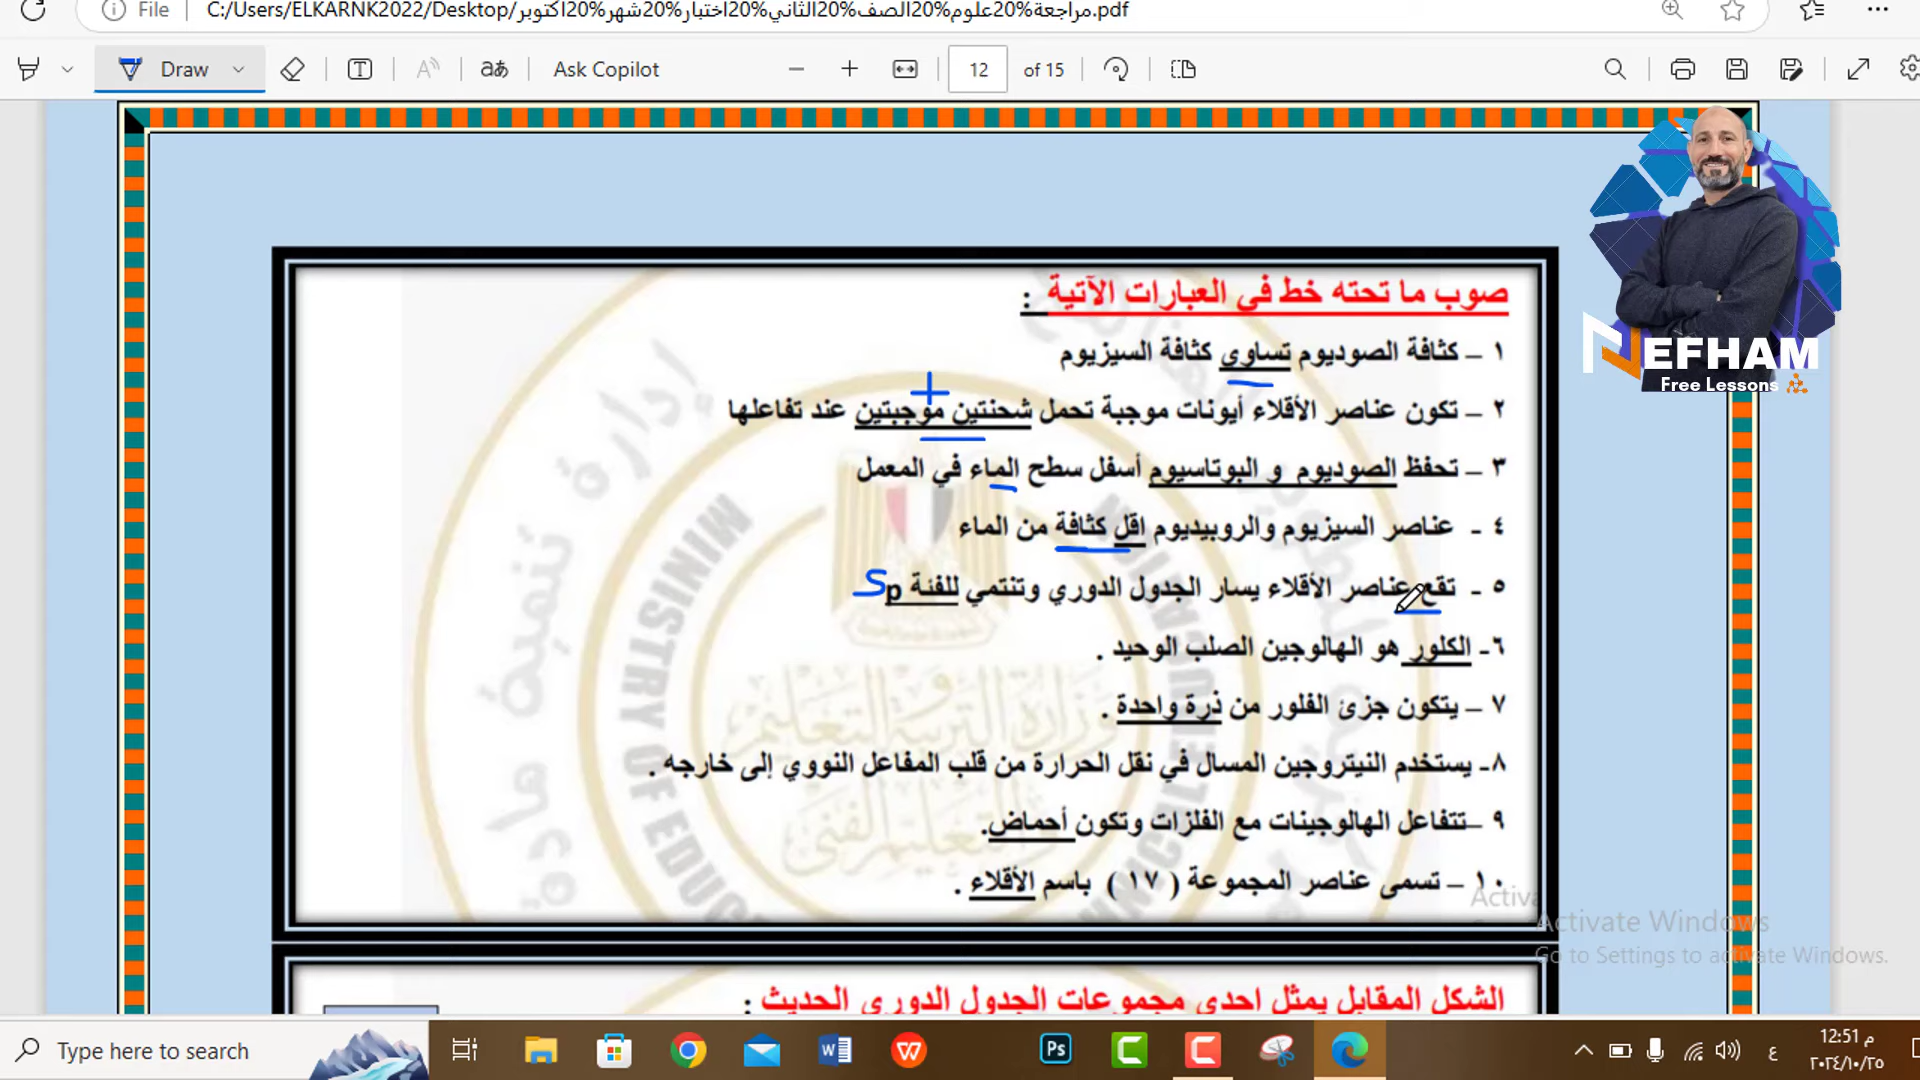 File C:/Users/ELKARNK2022/Desktop/مراجعة%20علوم%20الصف%20الثاني%20اختبار%20شهر%20اكتوبر.pdf
Draw Ask Copilot 12 of 15
NEFHAM
Free Lessons
صوب ما تحته خط في العبارات الآتية :
١ – كثافة الصوديوم تساوي كثافة السيزيوم
+
٢ – تكون عناصر الأقلاء أيونات موجبة تحمل شحنتين موجبتين عند تفاعلها
٣ – تحفظ الصوديوم و البوتاسيوم أسفل سطح الماء في المعمل
٤ - عناصر السيزيوم والروبيديوم اقل كثافة من الماء
٥ - تقع عناصر الأقلاء يسار الجدول الدوري وتنتمي للفئة p S
٦- الكلور هو الهالوجين الصلب الوحيد .
٧ – يتكون جزئ الفلور من ذرة واحدة .
٨- يستخدم النيتروجين المسال في نقل الحرارة من قلب المفاعل النووي إلى خارجه .
٩ –تتفاعل الهالوجينات مع الفلزات وتكون أحماض.
١٠ – تسمى عناصر المجموعة ( ١٧ ) باسم الأقلاء .
Activate Windows
Go to Settings to activate Windows.
الشكل المقابل يمثل احدى مجموعات الجدول الدوري الحديث :
Type here to search
Ps
ع
12:51 م
٢٠٢٤/١٠/٢٥